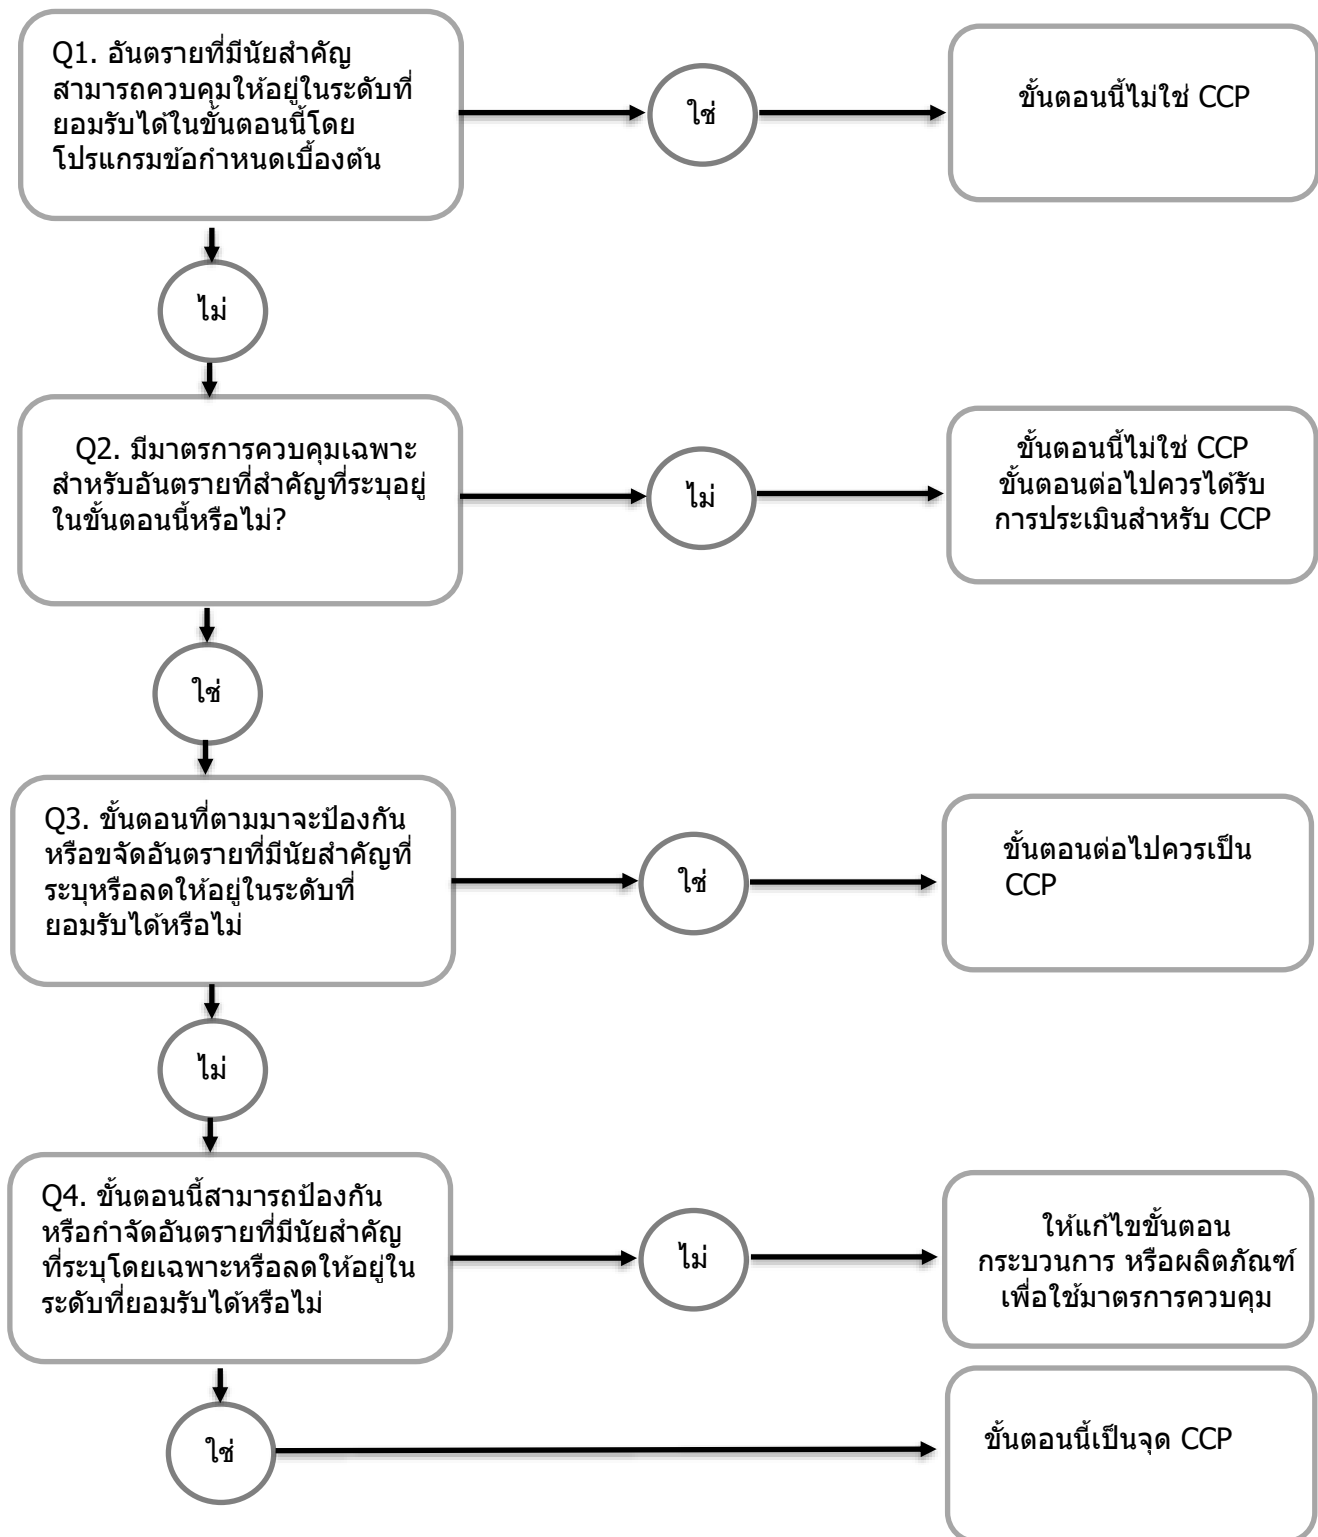 Q1. อันตรายที่มีนัยสำคัญ
สามารถควบคุมให้อยู่ในระดับที่
ยอมรับได้ในขั้นตอนนี้โดย
โปรแกรมข้อกำหนดเบื้องต้น
ใช่
ขั้นตอนนี้ไม่ใช่ CCP
ไม่
Q2. มีมาตรการควบคุมเฉพาะ
สำหรับอันตรายที่สำคัญที่ระบุอยู่
ในขั้นตอนนี้หรือไม่?
ไม่
ขั้นตอนนี้ไม่ใช่ CCP
ขั้นตอนต่อไปควรได้รับ
การประเมินสำหรับ CCP
ใช่
Q3. ขั้นตอนที่ตามมาจะป้องกัน
หรือขจัดอันตรายที่มีนัยสำคัญที่
ระบุหรือลดให้อยู่ในระดับที่
ยอมรับได้หรือไม่
ใช่
ขั้นตอนต่อไปควรเป็น
CCP
ไม่
Q4. ขั้นตอนนี้สามารถป้องกัน
หรือกำจัดอันตรายที่มีนัยสำคัญ
ที่ระบุโดยเฉพาะหรือลดให้อยู่ใน
ระดับที่ยอมรับได้หรือไม่
ไม่
ให้แก้ไขขั้นตอน
กระบวนการ หรือผลิตภัณฑ์
เพื่อใช้มาตรการควบคุม
ใช่
ขั้นตอนนี้เป็นจุด CCP